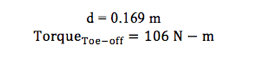 d = 0.169 m
Torque_Toe−off = 106 N − m